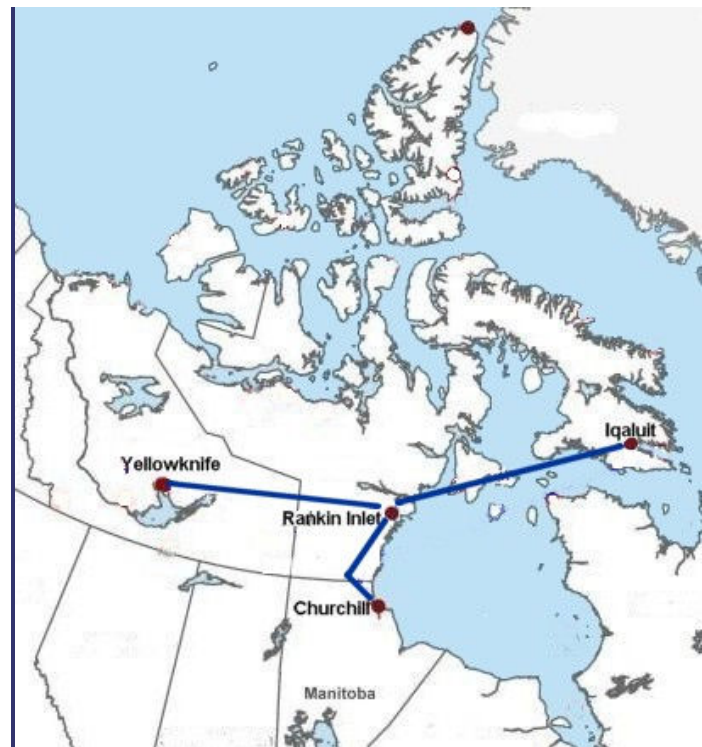 Iqaluit
Yellowknife
Rankin Inlet
Churchill
Manitoba